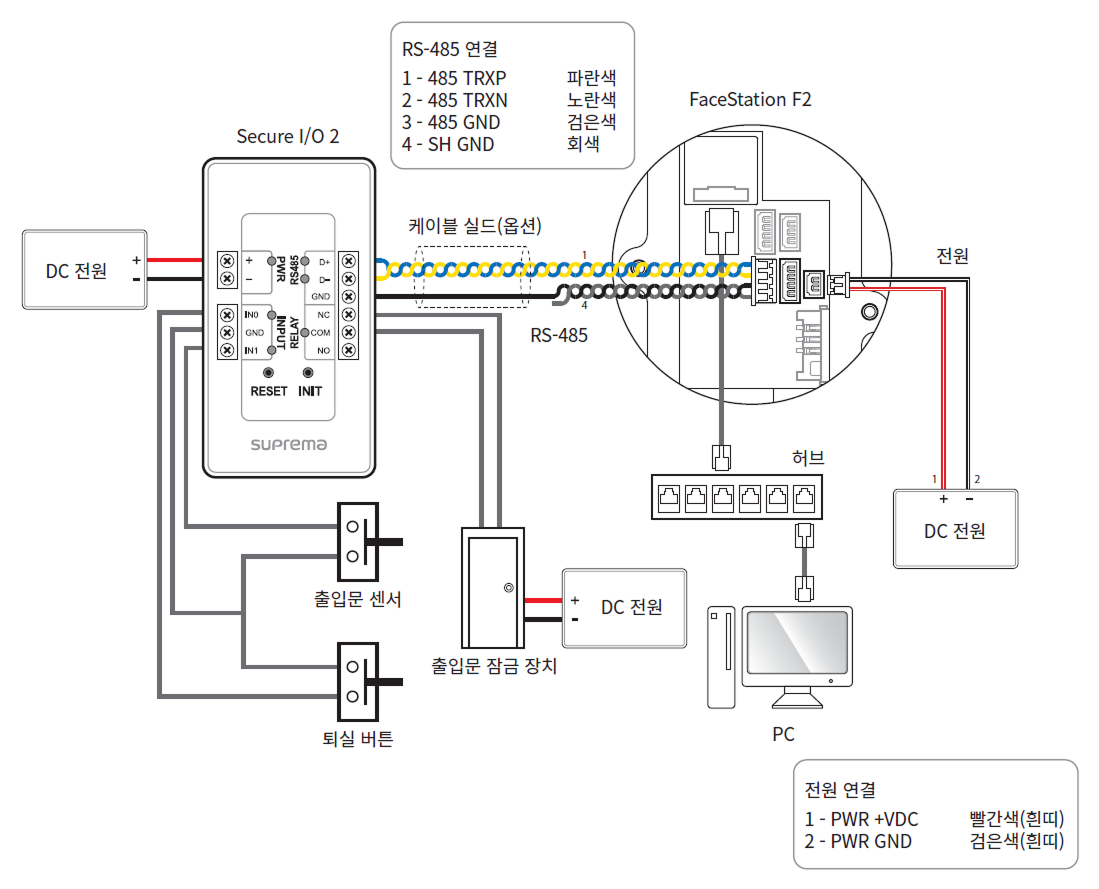 RS-485 연결
1 - 485 TRXP 파란색
2 - 485 TRXN 노란색
3 - 485 GND 검은색
4 - SH GND 회색
FaceStation F2
Secure I/O 2
케이블 실드(옵션)
1
4
RS-485
전원
DC 전원
+
-
+
-
PWR
RS485
D+
D-
GND
IN0
GND
IN1
INPUT
RELAY
NC
COM
NO
RESET INIT
suprema
허브
1
2
+ -
DC 전원
출입문 센서
퇴실 버튼
출입문 잠금 장치
+
-
DC 전원
PC
전원 연결
1 - PWR +VDC 빨간색(흰띠)
2 - PWR GND 검은색(흰띠)